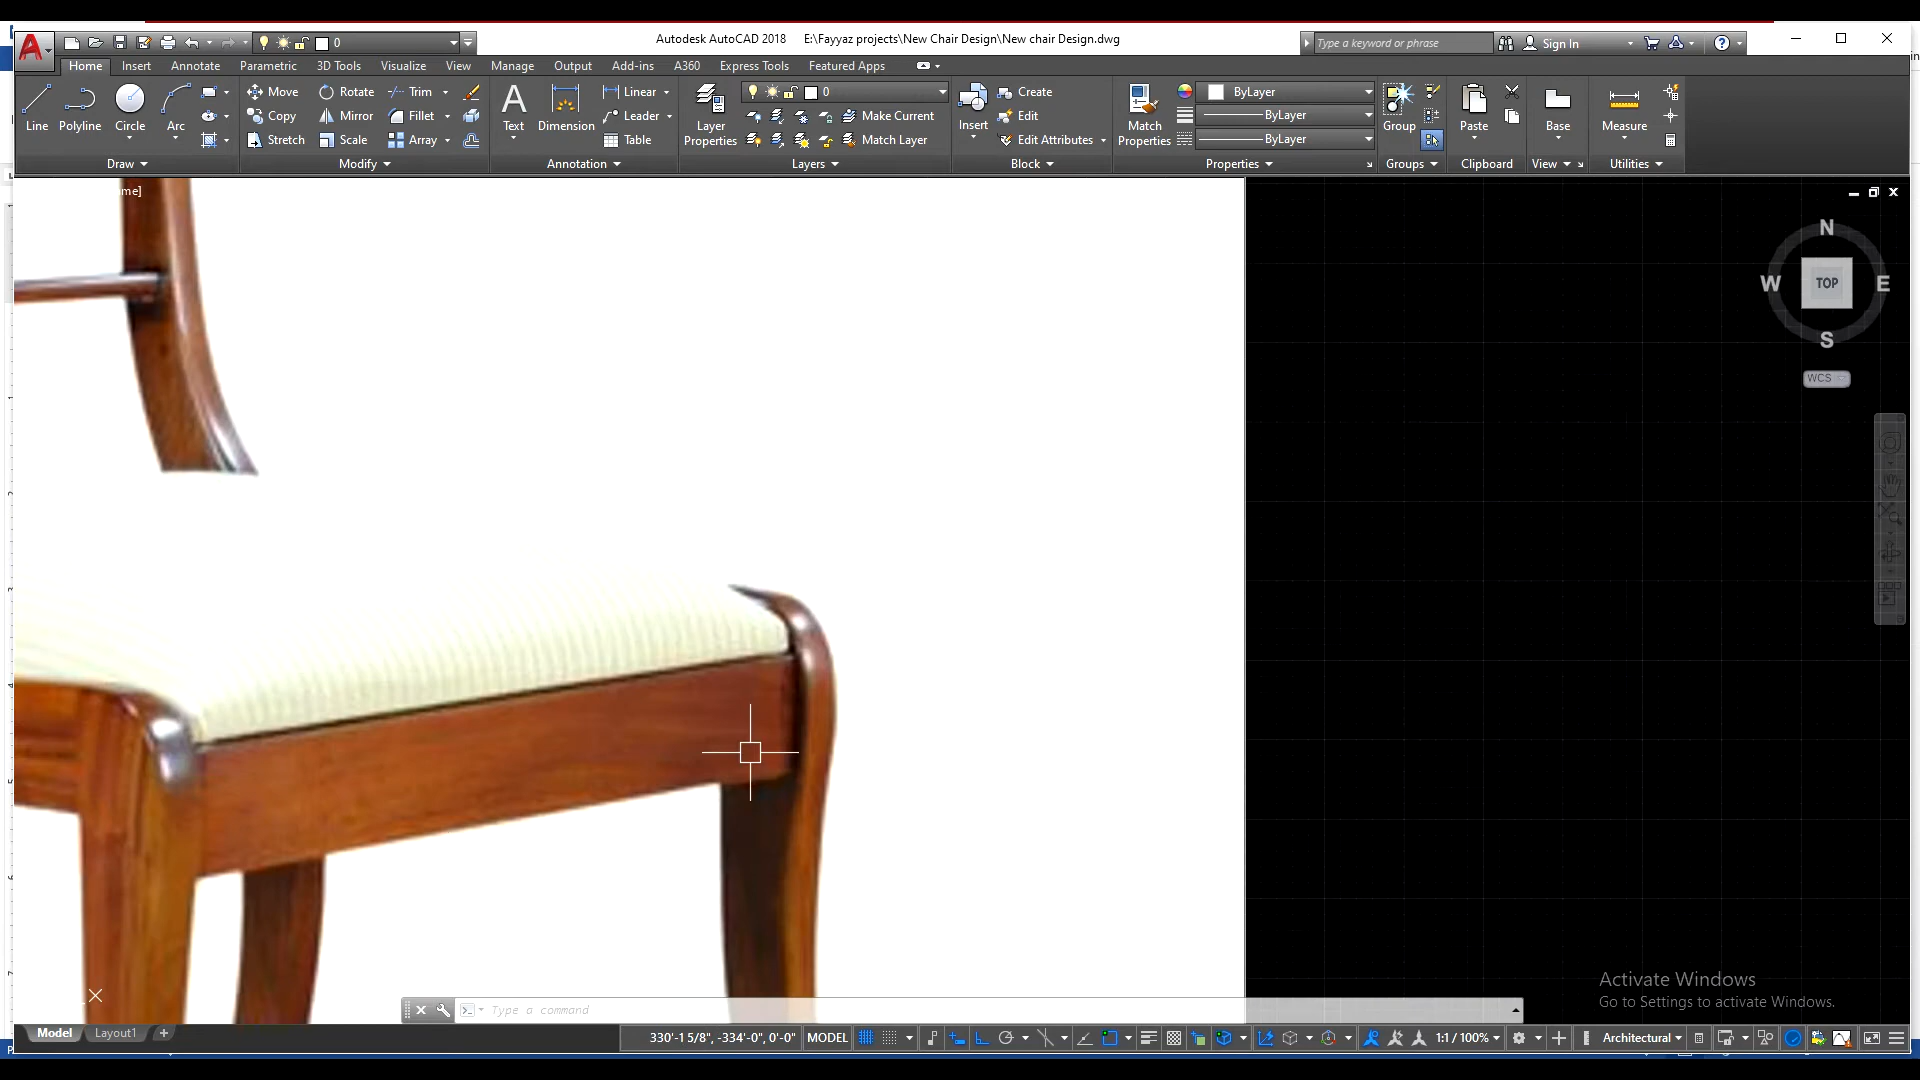 0
Autodesk AutoCAD 2018 E:\Fayyaz projects\New Chair Design\New chair Design.dwg
Type a keyword or phrase
Sign In
Home Insert Annotate Parametric 3D Tools Visualize View Manage Output Add-ins A360 Express Tools Featured Apps
Line Polyline Circle Arc
Move Rotate Trim
Copy Mirror Fillet
Stretch Scale Array
Text Dimension
Linear
Leader
Table
Layer Properties
0
Make Current
Match Layer
Insert
Create
Edit
Edit Attributes
Match Properties
ByLayer
ByLayer
ByLayer
Group
Paste
Base
Measure
Draw Modify Annotation Layers Block Properties Groups Clipboard View Utilities
me]
N
W TOP E
S
WCS
Activate Windows
Go to Settings to activate Windows.
X
Type a command
Model Layout1 +
330'-1 5/8", -334'-0", 0'-0" MODEL 1:1 / 100% Architectural